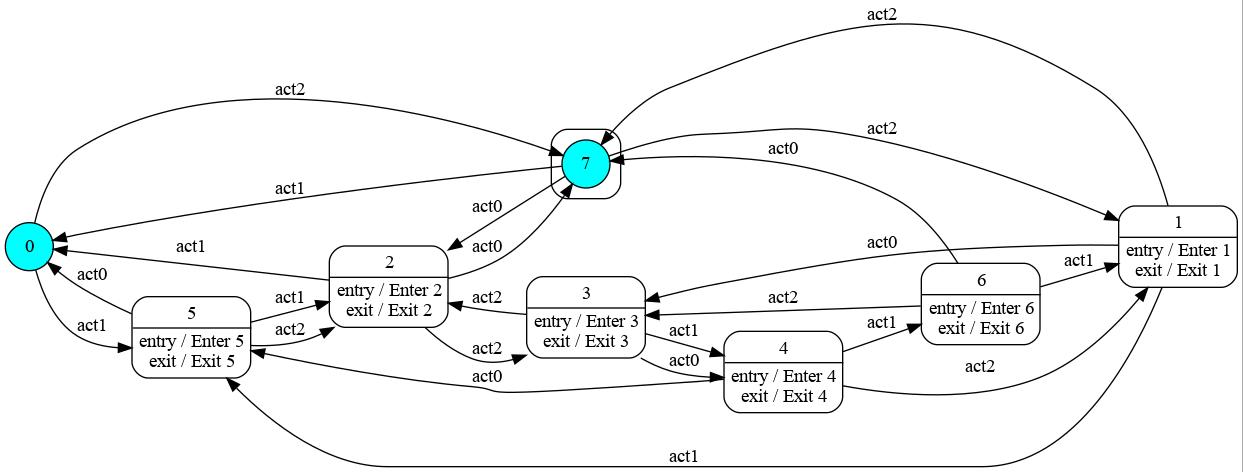 act2
act2
act2
act0
7
act1
act0
act0
1
entry / Enter 1
exit / Exit 1
0
act1
act0
act0
2
entry / Enter 2
exit / Exit 2
act1
6
entry / Enter 6
exit / Exit 6
3
entry / Enter 3
exit / Exit 3
act2
act2
act1
5
entry / Enter 5
exit / Exit 5
act1
act2
act1
act1
act2
act0
4
entry / Enter 4
exit / Exit 4
act0
act2
act1